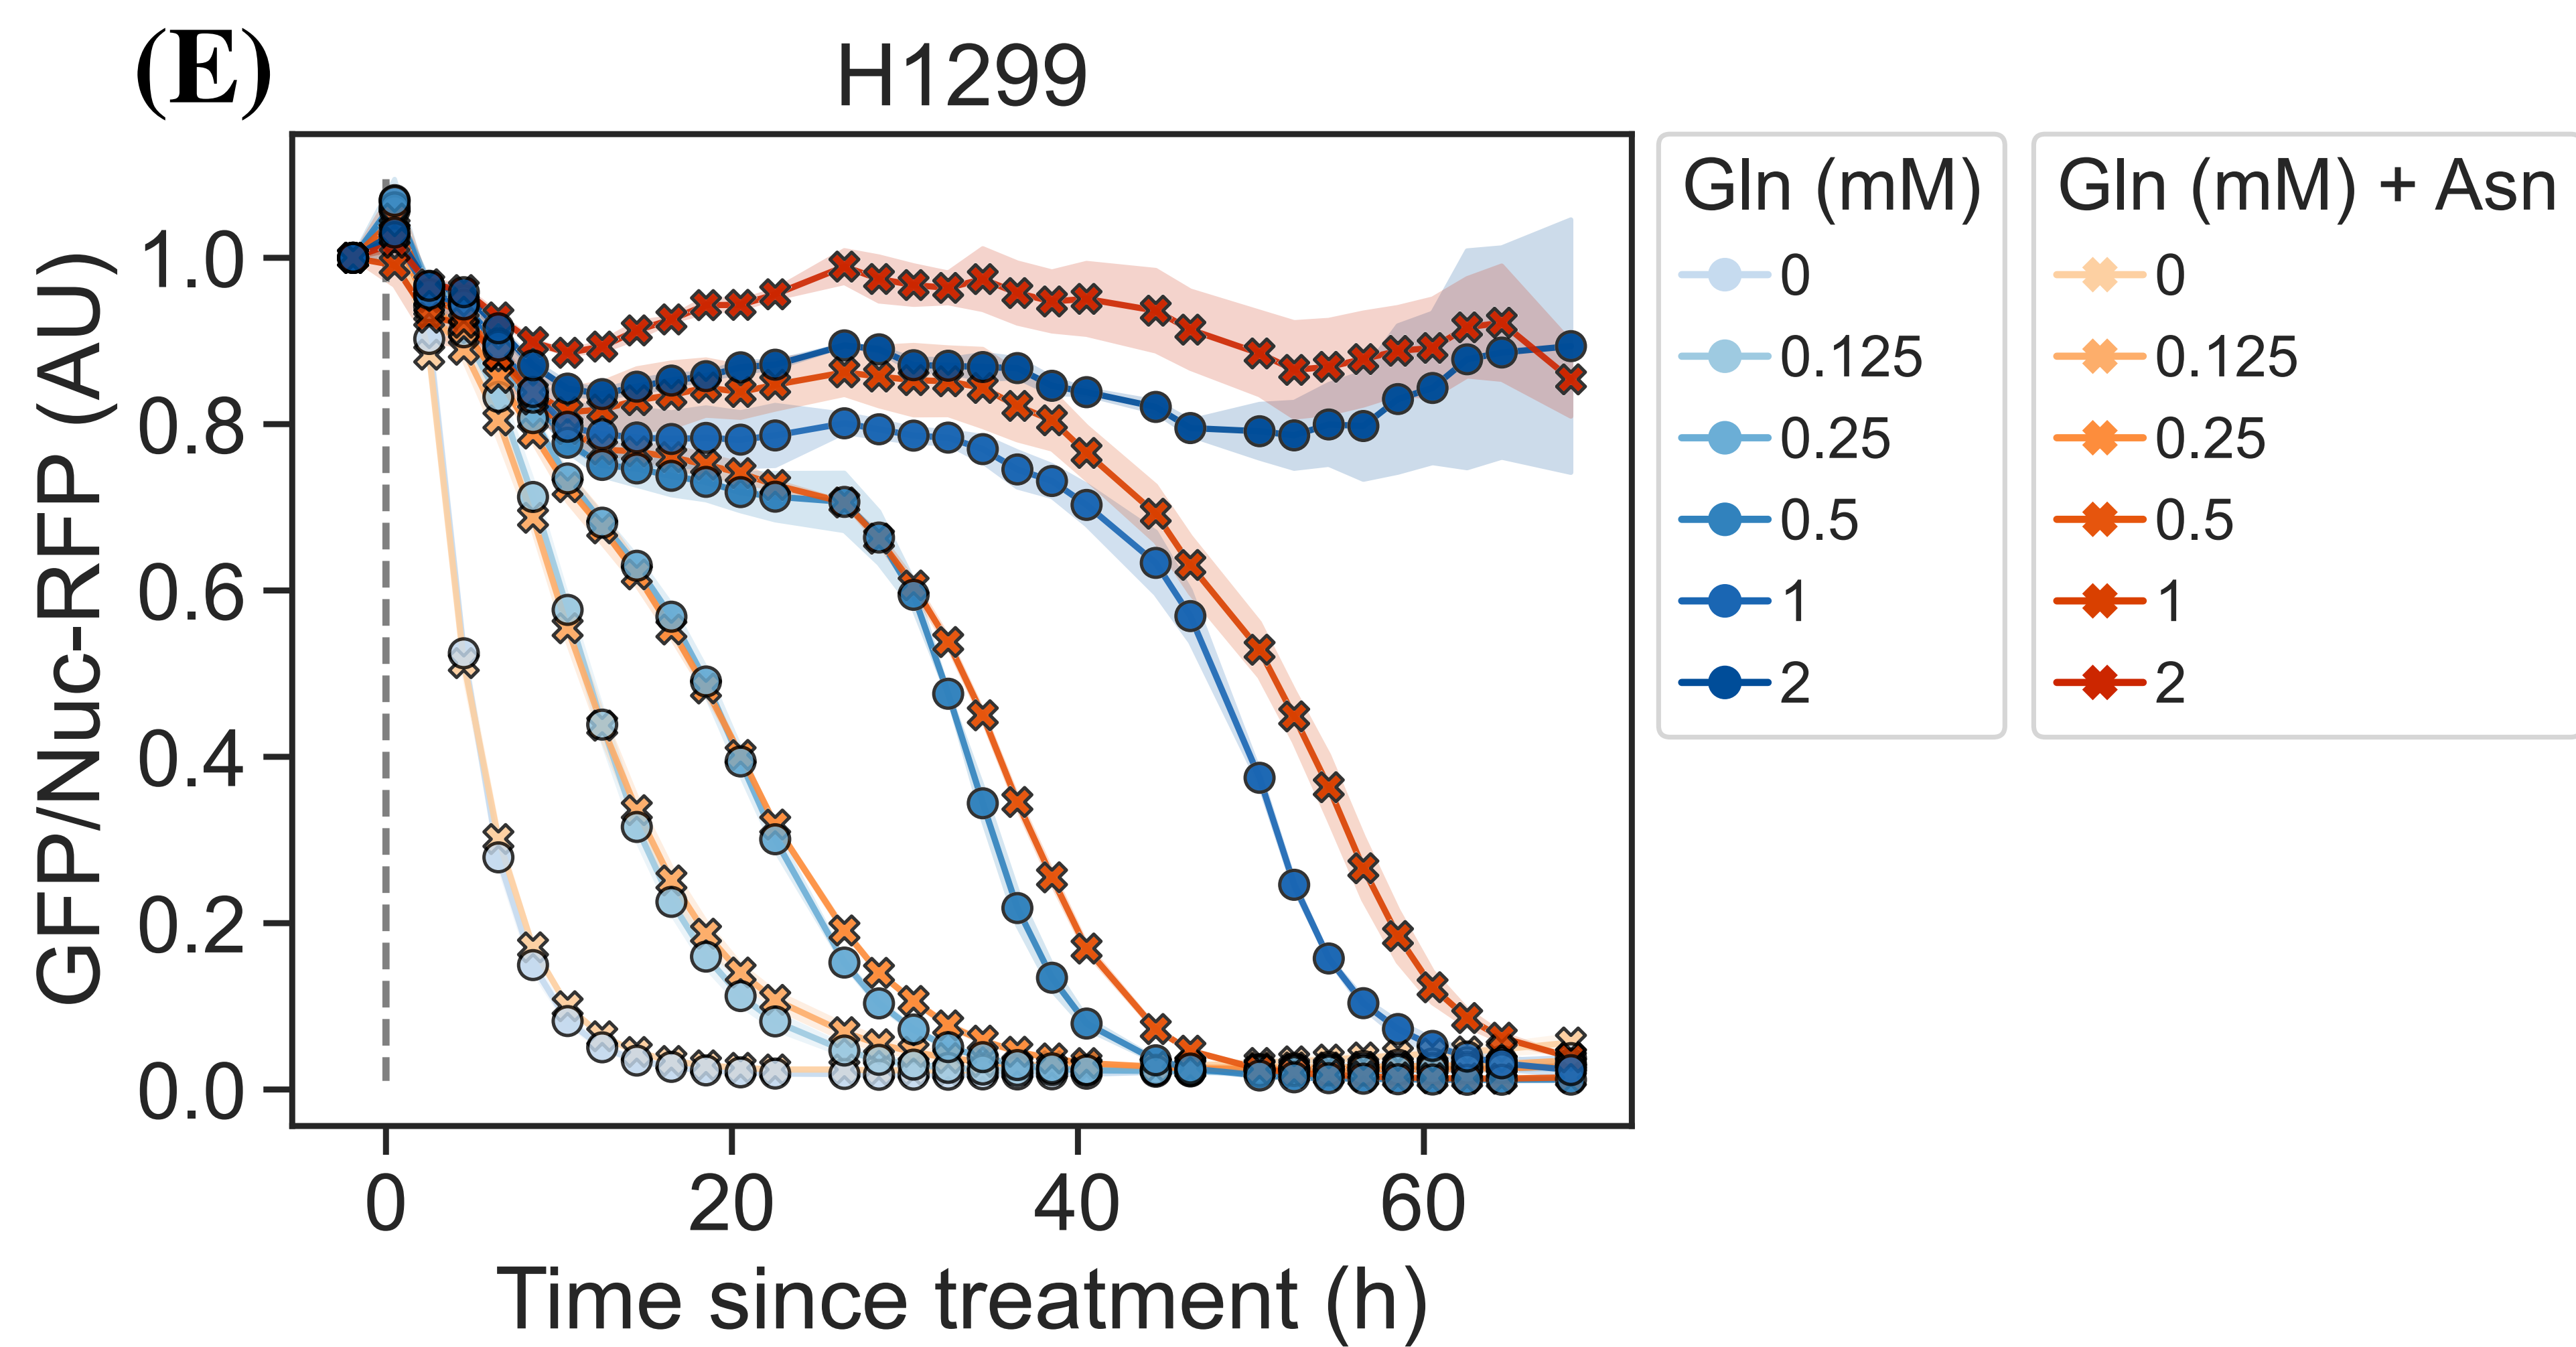 (E)
H1299
GFP/Nuc-RFP (AU)
1.0
0.8
0.6
0.4
0.2
0.0
0 20 40 60
Time since treatment (h)
Gln (mM)
0
0.125
0.25
0.5
1
2
Gln (mM) + Asn
0
0.125
0.25
0.5
1
2